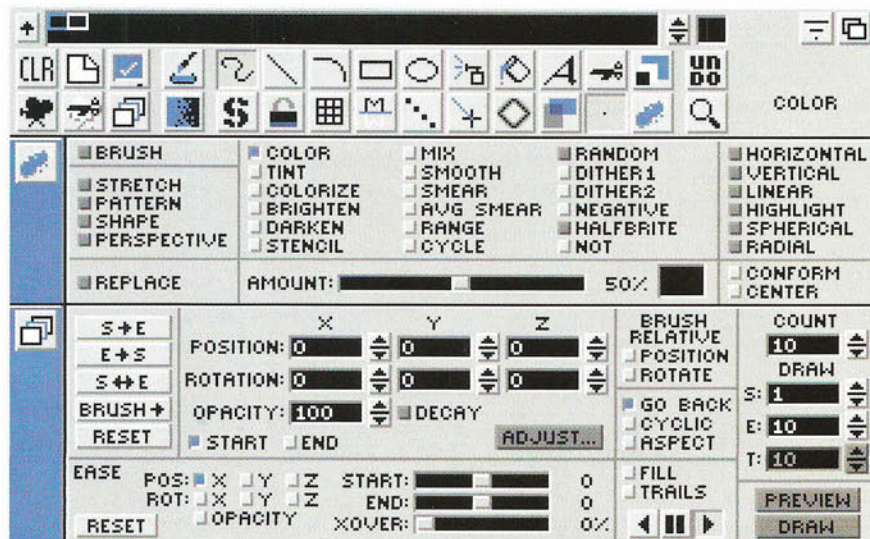 CLR
UN
DO
A
$
M
COLOR
BRUSH
STRETCH
PATTERN
SHAPE
PERSPECTIVE
REPLACE
COLOR
TINT
COLORIZE
BRIGHTEN
DARKEN
STENCIL
MIX
SMOOTH
SMEAR
AVG SMEAR
RANGE
CYCLE
RANDOM
DITHER1
DITHER2
NEGATIVE
HALFBRITE
NOT
HORIZONTAL
VERTICAL
LINEAR
HIGHLIGHT
SPHERICAL
RADIAL
AMOUNT: 50%
CONFORM
CENTER
S→E
E→S
S↔E
BRUSH→
RESET
X Y Z
POSITION: 0 0 0
ROTATION: 0 0 0
OPACITY: 100 DECAY
START END ADJUST...
BRUSH
RELATIVE
POSITION
ROTATE
GO BACK
CYCLIC
ASPECT
FILL
TRAILS
COUNT
10
DRAW
S: 1
E: 10
T: 10
PREVIEW
DRAW
EASE
POS: X Y Z
ROT: X Y Z
OPACITY
RESET
START: 0
END: 0
XOVER: 0%